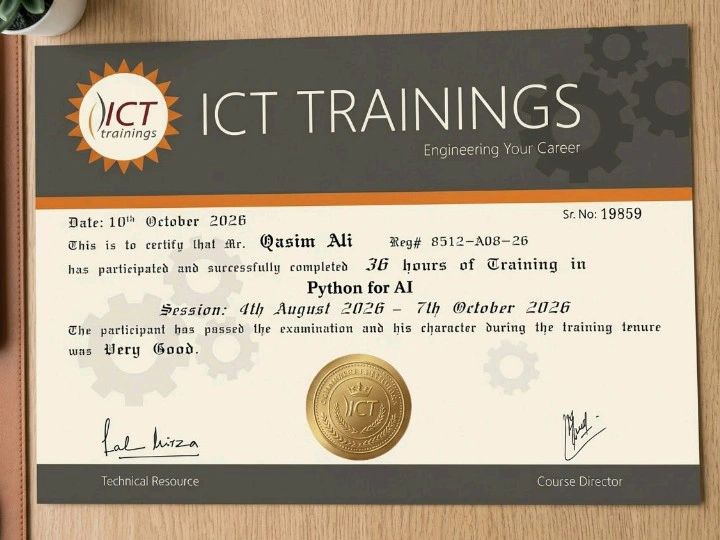 ICT
trainings
ICT TRAININGS
Engineering Your Career
Date: 10th October 2026
Sr. No: 19859
This is to certify that Mr. Qasim Ali Reg# 8512-A08-26
has participated and successfully completed 36 hours of Training in
Python for AI
Session: 4th August 2026 – 7th October 2026
The participant has passed the examination and his character during the training tenure
was Very Good.
ICT
Technical Resource
Course Director